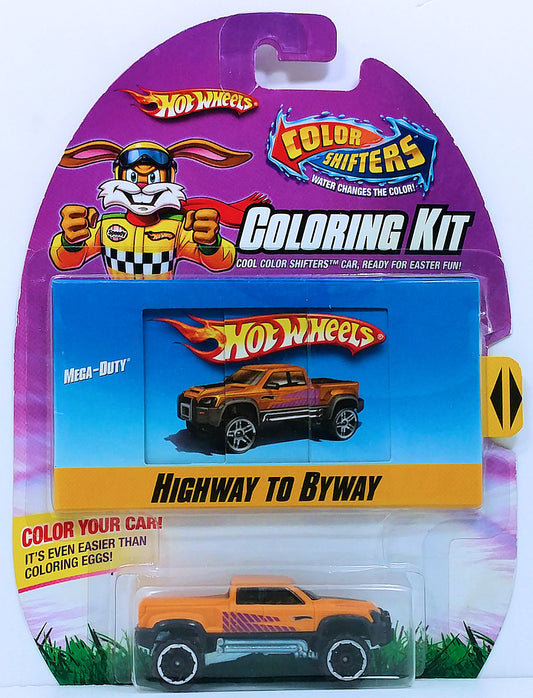 HOT WHEELS
COLOR
SHIFTERS
WATER CHANGES THE COLOR!
COLORING KIT
COOL COLOR SHIFTERS™ CAR, READY FOR EASTER FUN!
HOT WHEELS®
MEGA-DUTY®
HIGHWAY TO BYWAY
COLOR YOUR CAR!
IT'S EVEN EASIER THAN
COLORING EGGS!